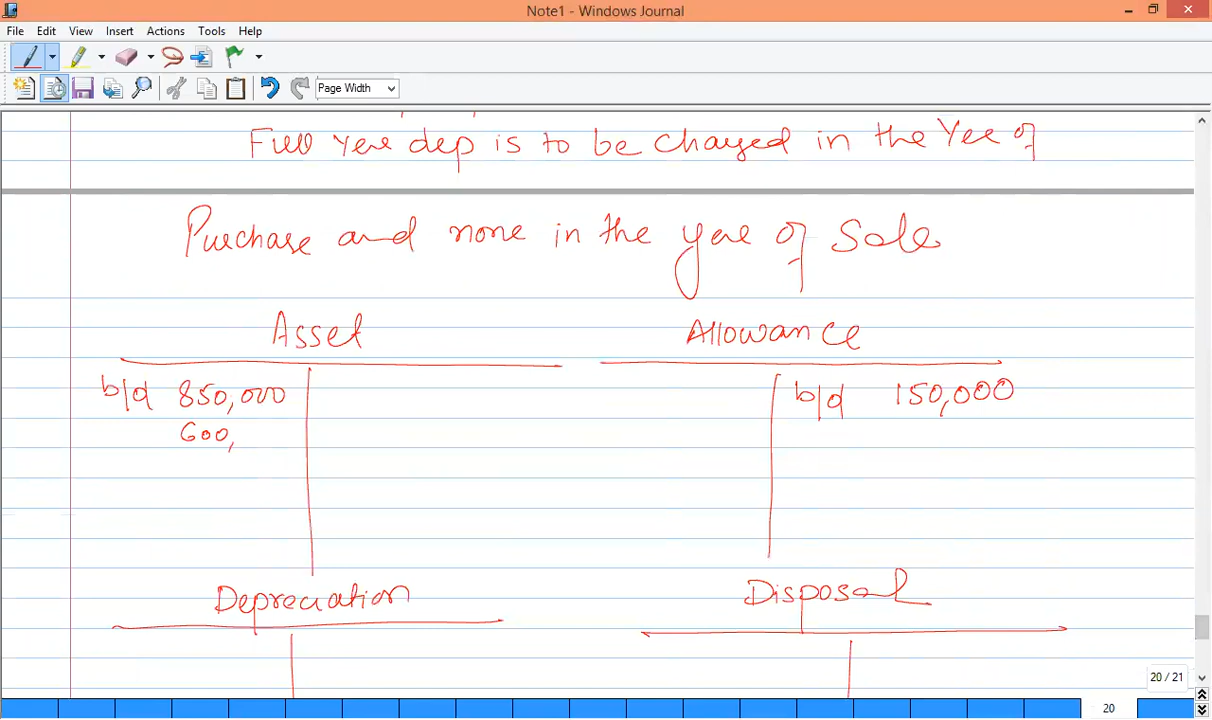 Note1 - Windows Journal
File Edit View Insert Actions Tools Help
Page Width
Full Year dep is to be charged in the Year of
Purchase and none in the year of Sale
Asset Allowance
b/d 850,000 b/d 150,000
600,
Depreciation Disposal
20 / 21
20